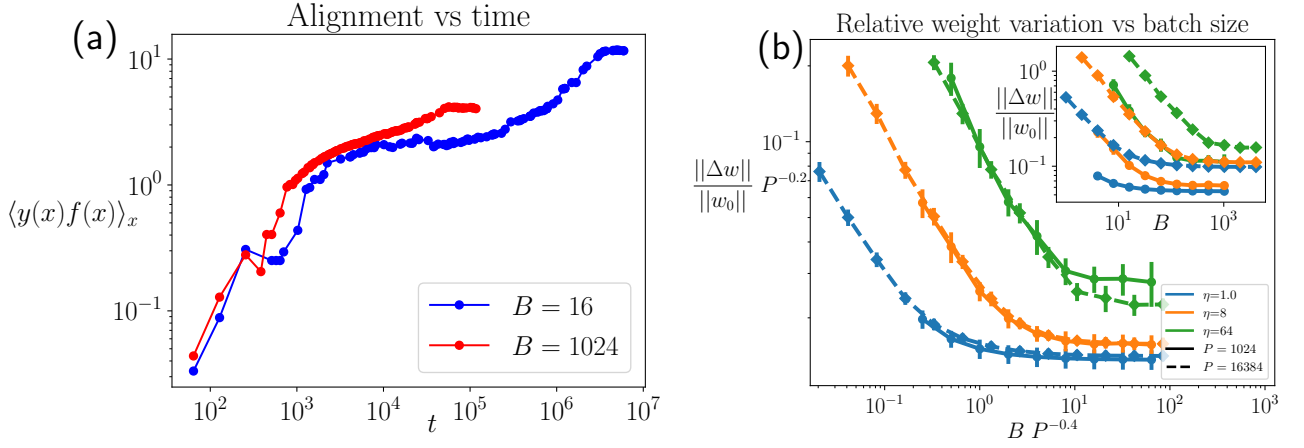 (a)
Alignment vs time
10^1
10^0
10^{-1}
⟨y(x)f(x)⟩_x
B = 16
B = 1024
10^2
10^3
10^4
10^5
10^6
10^7
t
(b)
Relative weight variation vs batch size
10^{-1}
||Δw||
||w_0||
P^{-0.2}
10^0
||Δw||
||w_0||
10^{-1}
10^1
B
10^3
η=1.0
η=8
η=64
P = 1024
P = 16384
10^{-1}
10^0
10^1
10^2
10^3
B P^{-0.4}